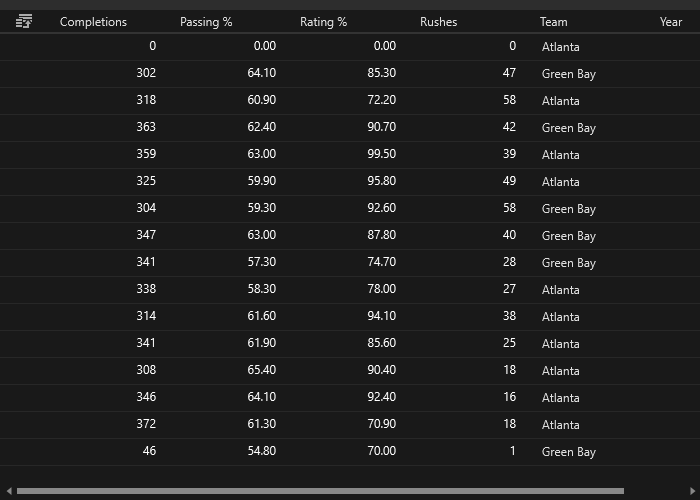 Completions Passing % Rating % Rushes Team Year
0 0.00 0.00 0 Atlanta
302 64.10 85.30 47 Green Bay
318 60.90 72.20 58 Atlanta
363 62.40 90.70 42 Green Bay
359 63.00 99.50 39 Atlanta
325 59.90 95.80 49 Atlanta
304 59.30 92.60 58 Green Bay
347 63.00 87.80 40 Green Bay
341 57.30 74.70 28 Green Bay
338 58.30 78.00 27 Atlanta
314 61.60 94.10 38 Atlanta
341 61.90 85.60 25 Atlanta
308 65.40 90.40 18 Atlanta
346 64.10 92.40 16 Atlanta
372 61.30 70.90 18 Atlanta
46 54.80 70.00 1 Green Bay